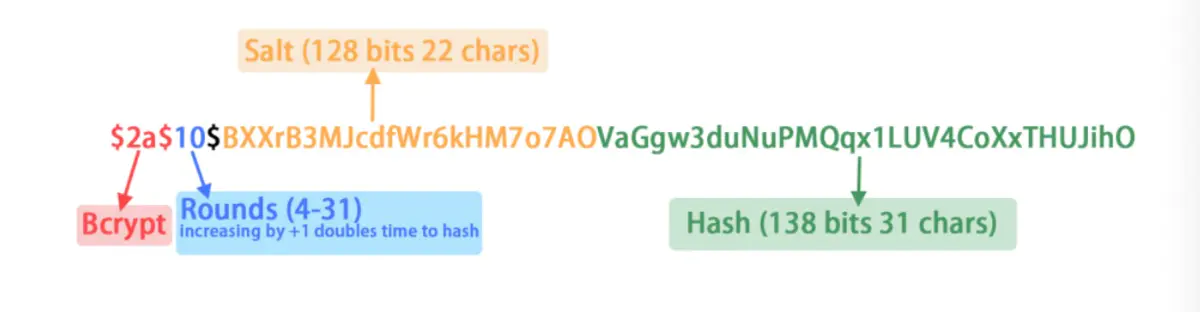 Salt (128 bits 22 chars)
$2a$10$BXXrB3MJcdfWr6kHM7o7AOVaGgw3duNuPMQqx1LUV4CoXxTHUJihO
Bcrypt
Rounds (4-31)
increasing by +1 doubles time to hash
Hash (138 bits 31 chars)